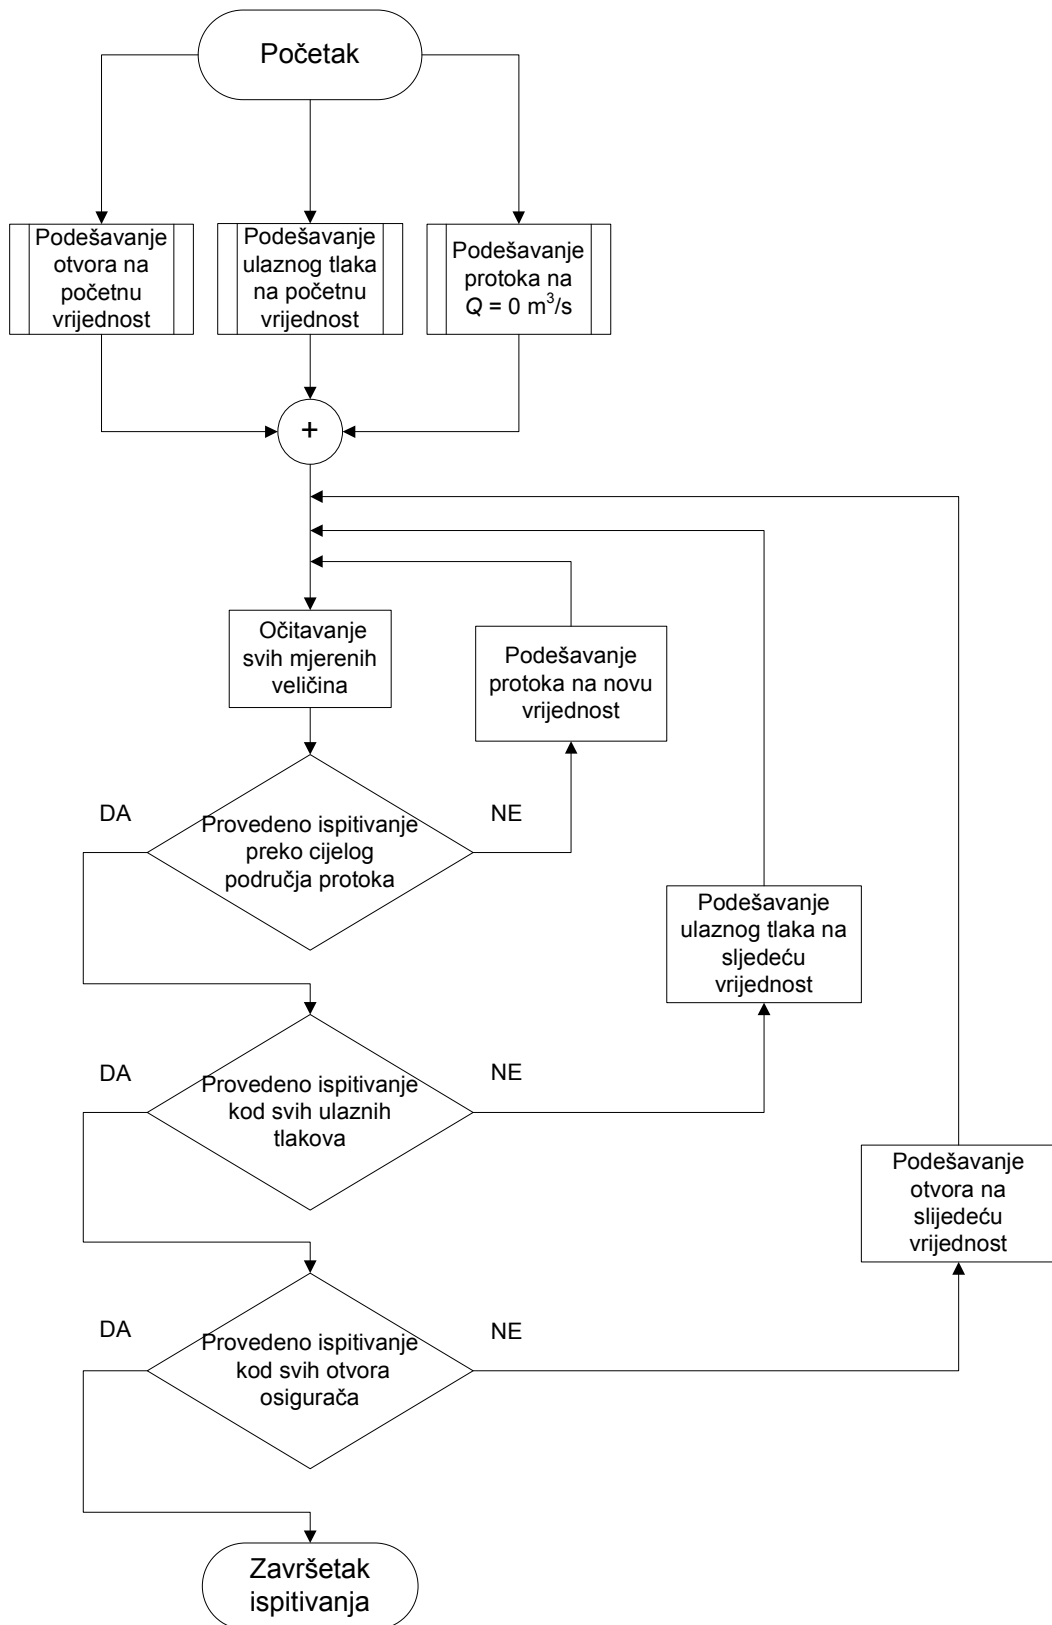 Početak
Podešavanje
otvora na
početnu
vrijednost
Podešavanje
ulaznog tlaka
na početnu
vrijednost
Podešavanje
protoka na
Q = 0 m³/s
+
Očitavanje
svih mjerenih
veličina
Podešavanje
protoka na novu
vrijednost
DA
Provedeno ispitivanje
preko cijelog
područja protoka
NE
Podešavanje
ulaznog tlaka na
sljedeću
vrijednost
DA
Provedeno ispitivanje
kod svih ulaznih
tlakova
NE
Podešavanje
otvora na
slijedeću
vrijednost
DA
Provedeno ispitivanje
kod svih otvora
osigurača
NE
Završetak
ispitivanja